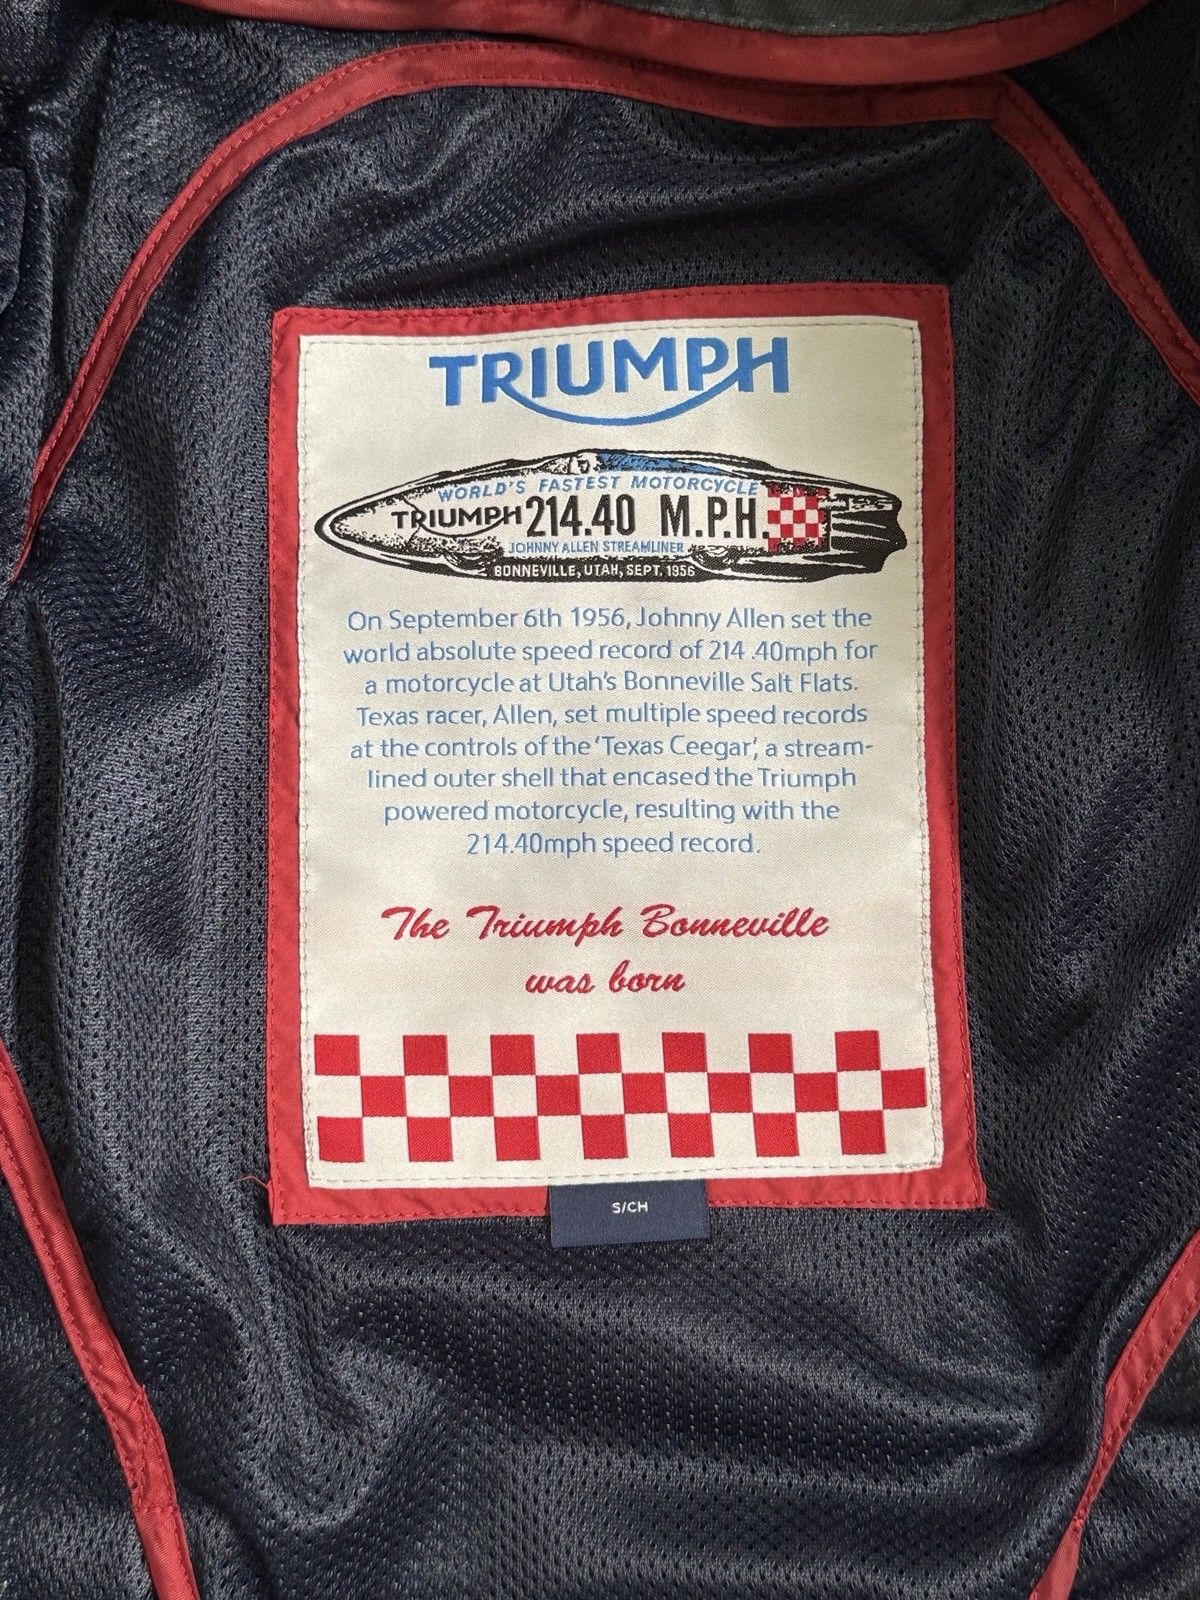 TRIUMPH
WORLD'S FASTEST MOTORCYCLE
TRIUMPH 214.40 M.P.H.
JOHNNY ALLEN STREAMLINER
BONNEVILLE, UTAH, SEPT. 1956
On September 6th 1956, Johnny Allen set the
world absolute speed record of 214.40mph for
a motorcycle at Utah's Bonneville Salt Flats.
Texas racer, Allen, set multiple speed records
at the controls of the 'Texas Ceegar', a stream-
lined outer shell that encased the Triumph
powered motorcycle, resulting with the
214.40mph speed record.
The Triumph Bonneville
was born
S/CH